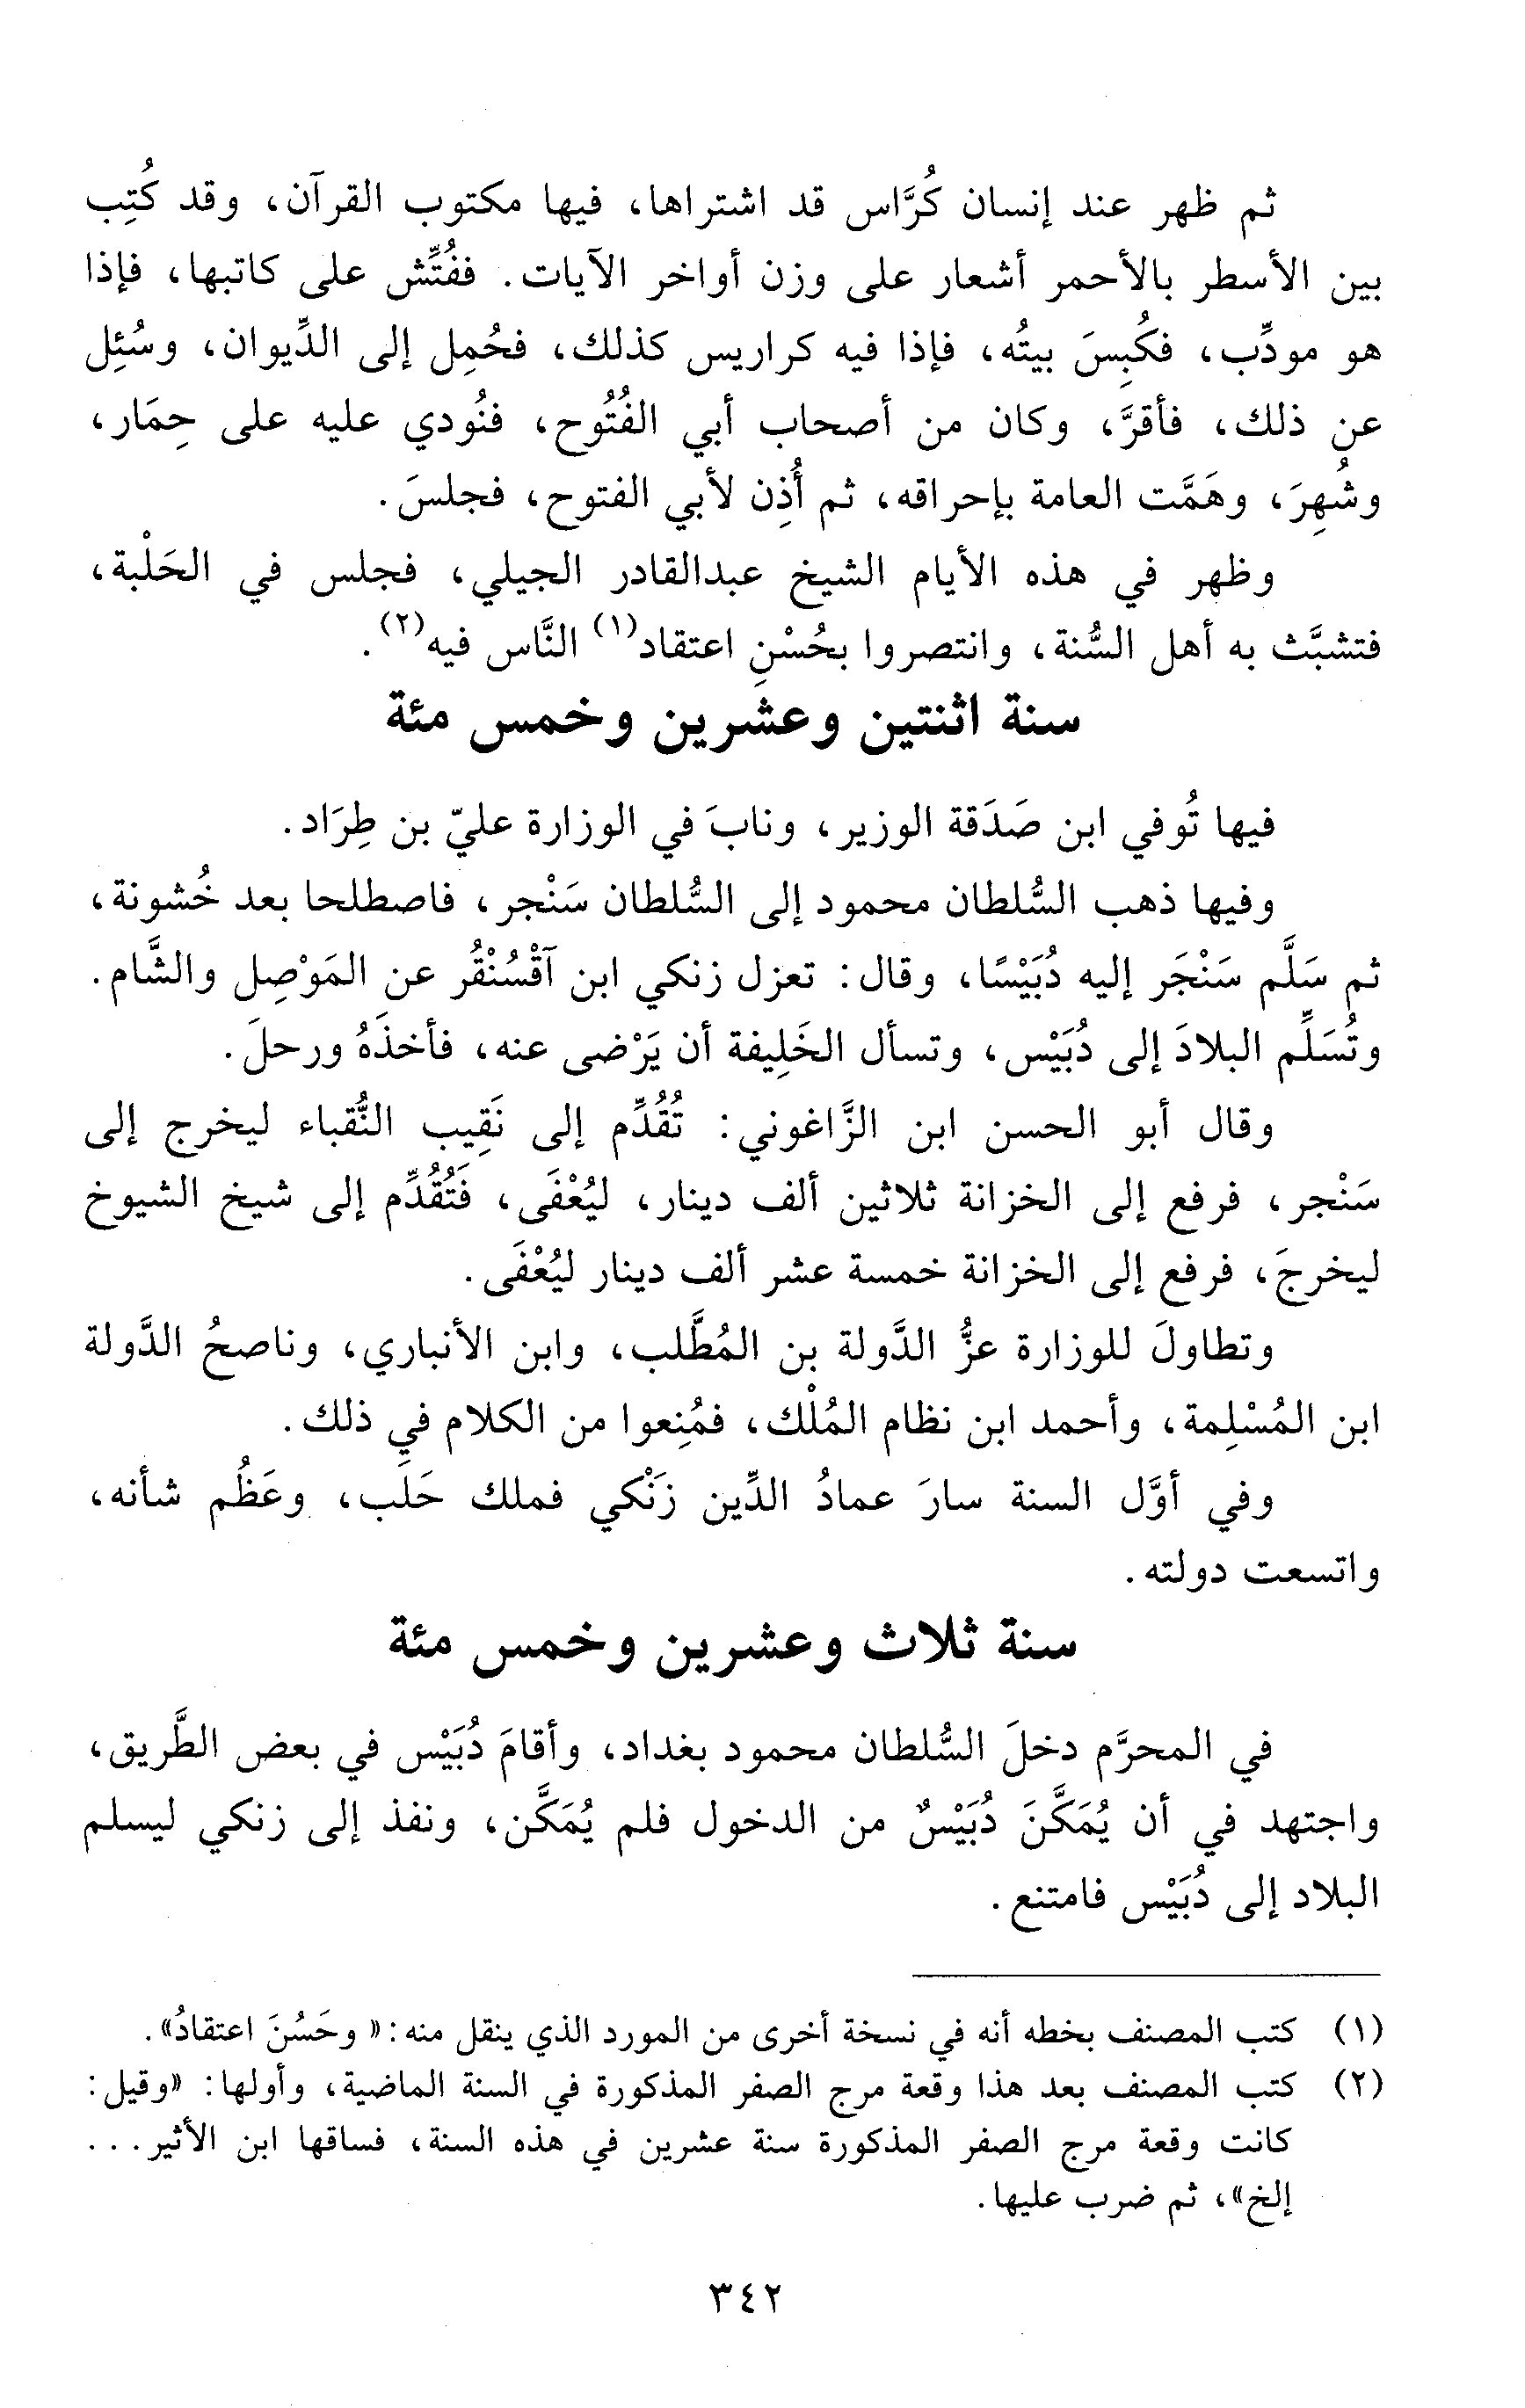 ثم ظهر عند إنسان كُرَّاس قد اشتراها، فيها مكتوب القرآن، وقد كُتِب
بين الأسطر بالأحمر أشعار على وزن أواخر الآيات. ففُتِّش على كاتبها، فإذا
هو مودِّب، فكُبِسَ بيتُه، فإذا فيه كراريس كذلك، فحُمِل إلى الدِّيوان، وسُئِل
عن ذلك، فأقرَّ، وكان من أصحاب أبي الفُتُوح، فنُودي عليه على حِمَار،
وشُهِرَ، وهَمَّت العامة بإحراقه، ثم أُذِن لأبي الفتوح، فجلسَ.
وظهر في هذه الأيام الشيخ عبدالقادر الجيلي، فجلس في الحَلْبة،
فتشبَّث به أهل السُّنة، وانتصروا بحُسْنِ اعتقاد(١) النَّاس فيه(٢).
سنة اثنتين وعشرين وخمس مئة
فيها تُوفي ابن صَدَقة الوزير، ونابَ في الوزارة عليّ بن طِرَاد.
وفيها ذهب السُّلطان محمود إلى السُّلطان سَنْجر، فاصطلحا بعد خُشونة،
ثم سَلَّم سَنْجَر إليه دُبَيْسًا، وقال: تعزل زنكي ابن آقْسُنْقُر عن المَوْصِل والشَّام.
وتُسَلِّم البلادَ إلى دُبَيْس، وتسأل الخَلِيفة أن يَرْضى عنه، فأخذَهُ ورحلَ.
وقال أبو الحسن ابن الزَّاغوني: تُقُدِّم إلى نَقِيب النُّقباء ليخرج إلى
سَنْجر، فرفع إلى الخزانة ثلاثين ألف دينار، ليُعْفَى، فَتُقُدِّم إلى شيخ الشيوخ
ليخرجَ، فرفع إلى الخزانة خمسة عشر ألف دينار ليُعْفَى.
وتطاولَ للوزارة عزُّ الدَّولة بن المُطَّلب، وابن الأنباري، وناصحُ الدَّولة
ابن المُسْلِمة، وأحمد ابن نظام المُلْك، فمُنِعوا من الكلام في ذلك.
وفي أوَّل السنة سارَ عمادُ الدِّين زَنْكي فملك حَلَب، وعَظُم شأنه،
واتسعت دولته.
سنة ثلاث وعشرين وخمس مئة
في المحرَّم دخلَ السُّلطان محمود بغداد، وأقامَ دُبَيْس في بعض الطَّريق،
واجتهد في أن يُمَكَّنَ دُبَيْسٌ من الدخول فلم يُمَكَّن، ونفذ إلى زنكي ليسلم
البلاد إلى دُبَيْس فامتنع.
(١) كتب المصنف بخطه أنه في نسخة أخرى من المورد الذي ينقل منه: «وحَسُنَ اعتقادُ».
(٢) كتب المصنف بعد هذا وقعة مرج الصفر المذكورة في السنة الماضية، وأولها: «وقيل:
كانت وقعة مرج الصفر المذكورة سنة عشرين في هذه السنة، فساقها ابن الأثير...
إلخ»، ثم ضرب عليها.
٣٤٢